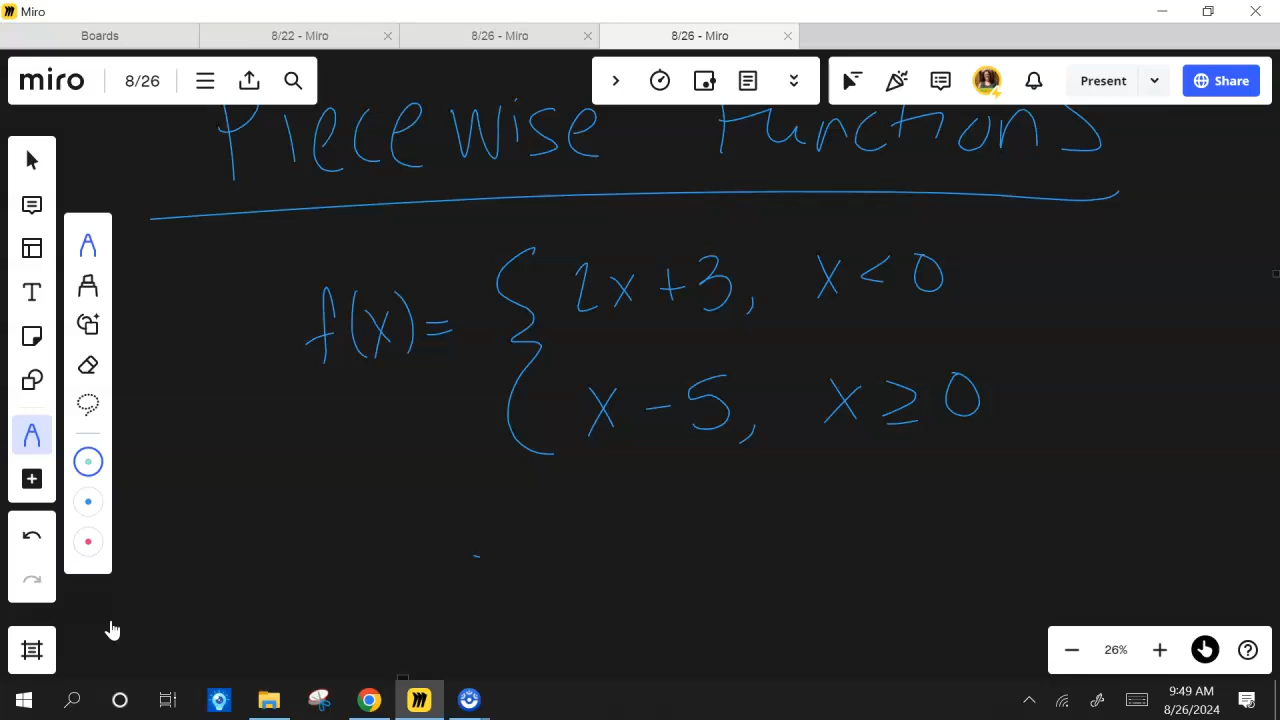 Miro
Boards 8/22 - Miro 8/26 - Miro 8/26 - Miro
miro 8/26 Present Share
Piecewise Functions
f(x) = { 2x + 3, x < 0
x - 5, x ≥ 0
26%
9:49 AM
8/26/2024